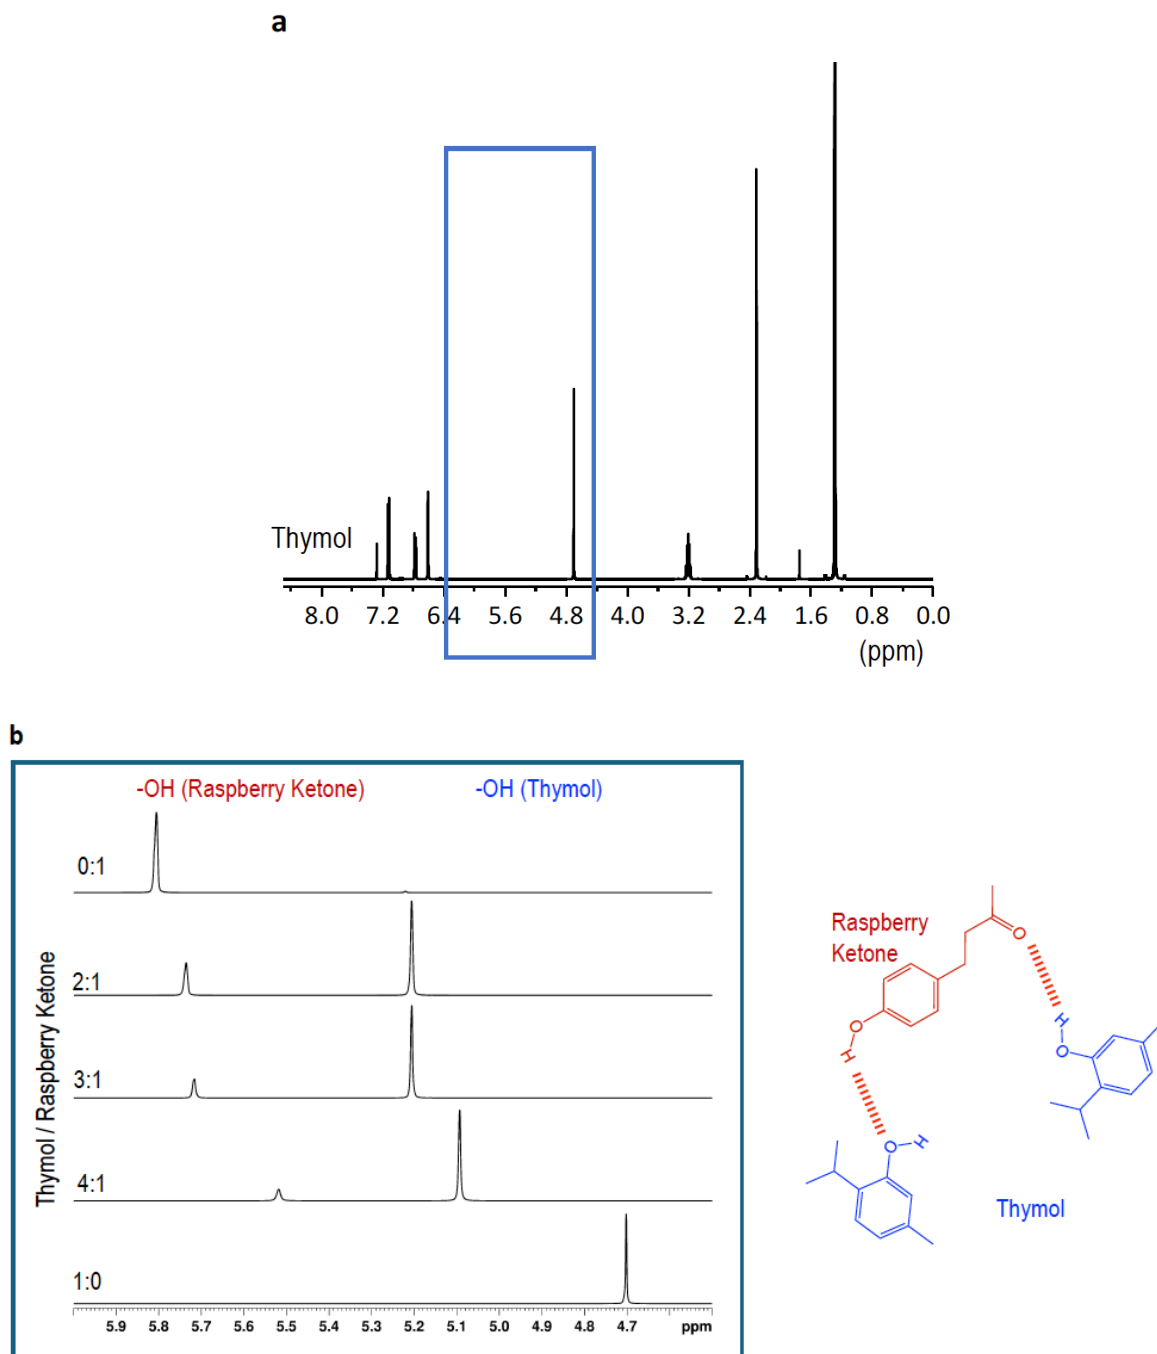 a
Thymol
8.0 7.2 6.4 5.6 4.8 4.0 3.2 2.4 1.6 0.8 0.0
(ppm)
b
-OH (Raspberry Ketone) -OH (Thymol)
Thymol / Raspberry Ketone
0:1
2:1
3:1
4:1
1:0
5.9 5.8 5.7 5.6 5.5 5.4 5.3 5.2 5.1 5.0 4.9 4.8 4.7 ppm
Raspberry
Ketone
O
O
H
H
O
O H
Thymol